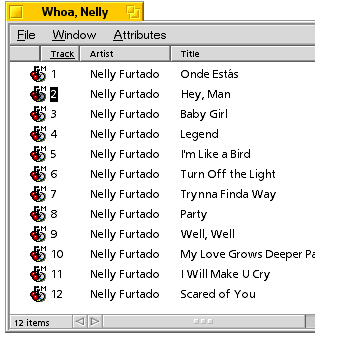 Whoa, Nelly
File Window Attributes
Track Artist Title
1 Nelly Furtado Onde Estás
2 Nelly Furtado Hey, Man
3 Nelly Furtado Baby Girl
4 Nelly Furtado Legend
5 Nelly Furtado I'm Like a Bird
6 Nelly Furtado Turn Off the Light
7 Nelly Furtado Trynna Finda Way
8 Nelly Furtado Party
9 Nelly Furtado Well, Well
10 Nelly Furtado My Love Grows Deeper Pa
11 Nelly Furtado I Will Make U Cry
12 Nelly Furtado Scared of You
12 items